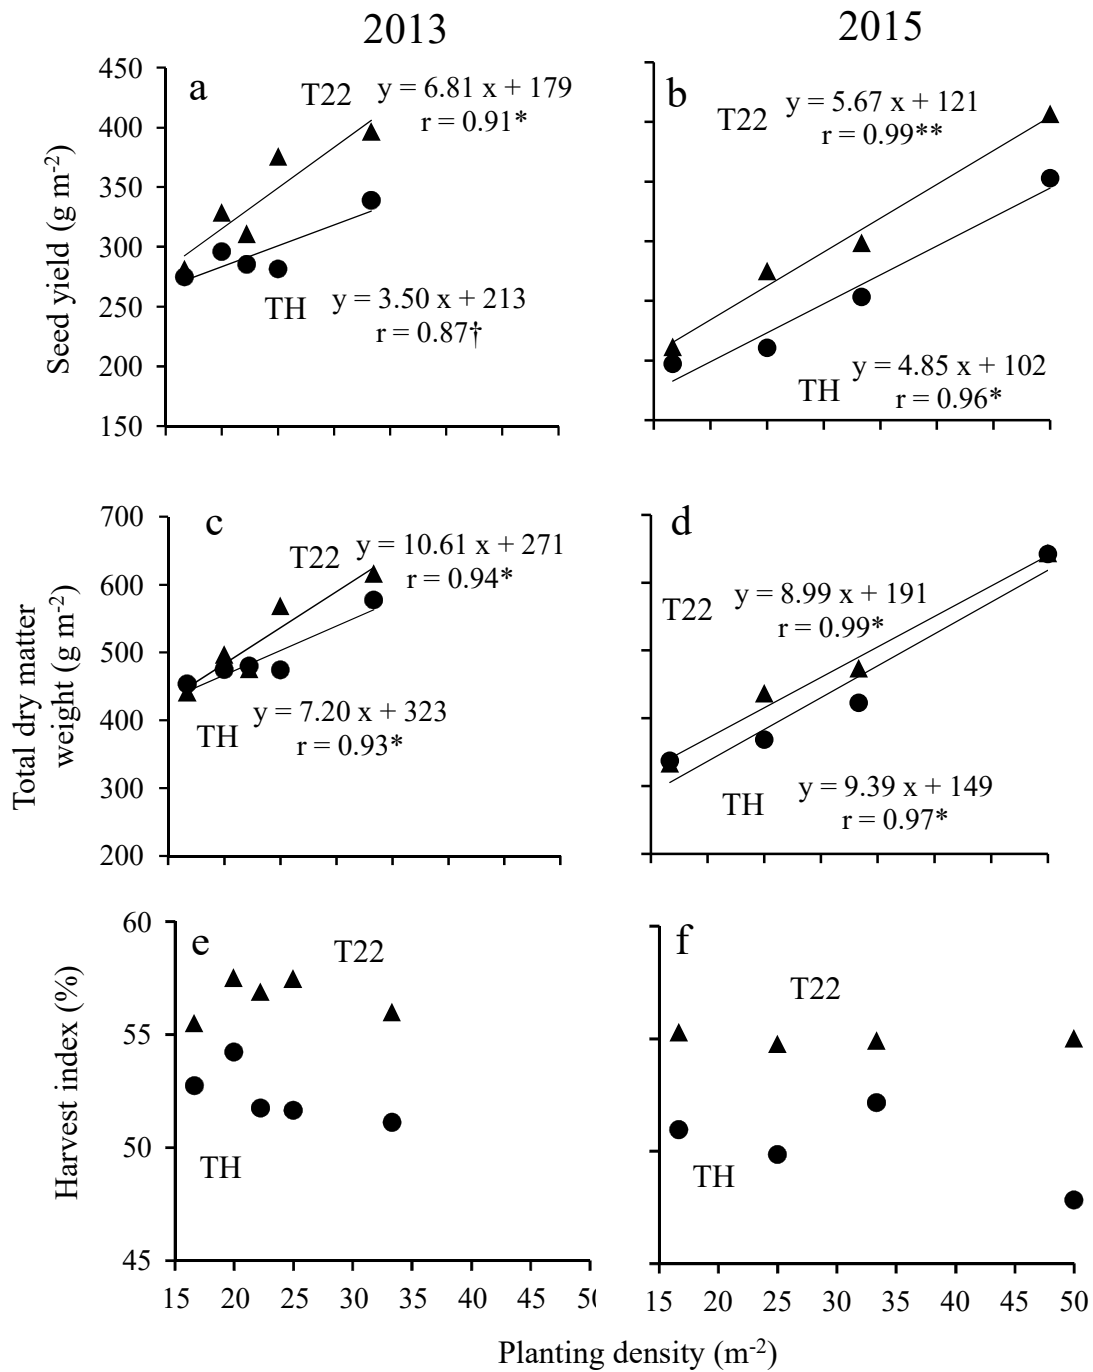 2013
2015
Seed yield (g m-2)
450
400
350
300
250
200
150
a
T22
y = 6.81 x + 179
r = 0.91*
TH
y = 3.50 x + 213
r = 0.87†
b
T22
y = 5.67 x + 121
r = 0.99**
TH
y = 4.85 x + 102
r = 0.96*
Total dry matter
weight (g m-2)
700
600
500
400
300
200
c
T22
y = 10.61 x + 271
r = 0.94*
TH
y = 7.20 x + 323
r = 0.93*
d
T22
y = 8.99 x + 191
r = 0.99*
TH
y = 9.39 x + 149
r = 0.97*
Harvest index (%)
60
55
50
45
e
T22
TH
15 20 25 30 35 40 45 50
f
T22
TH
15 20 25 30 35 40 45 50
Planting density (m-2)